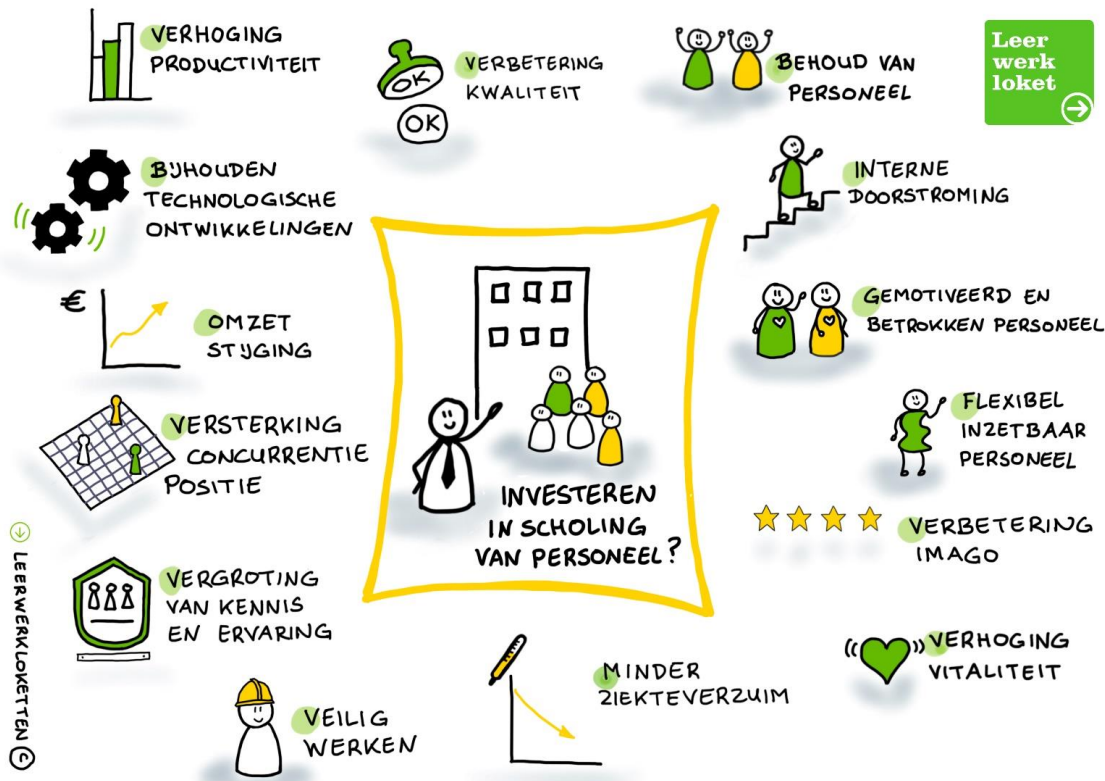 VERHOGING
PRODUCTIVITEIT
OK
OK
VERBETERING
KWALITEIT
BEHOUD VAN
PERSONEEL
Leer
werk
loket
BIJHOUDEN
TECHNOLOGISCHE
ONTWIKKELINGEN
INTERNE
DOORSTROMING
€
OMZET
STIJGING
GEMOTIVEERD EN
BETROKKEN PERSONEEL
VERSTERKING
CONCURRENTIE
POSITIE
FLEXIBEL
INZETBAAR
PERSONEEL
INVESTEREN
IN SCHOLING
VAN PERSONEEL?
VERBETERING
IMAGO
VERGROTING
VAN KENNIS
EN ERVARING
VERHOGING
VITALITEIT
MINDER
ZIEKTEVERZUIM
VEILIG
WERKEN
LEERWERKLOKETTEN ©